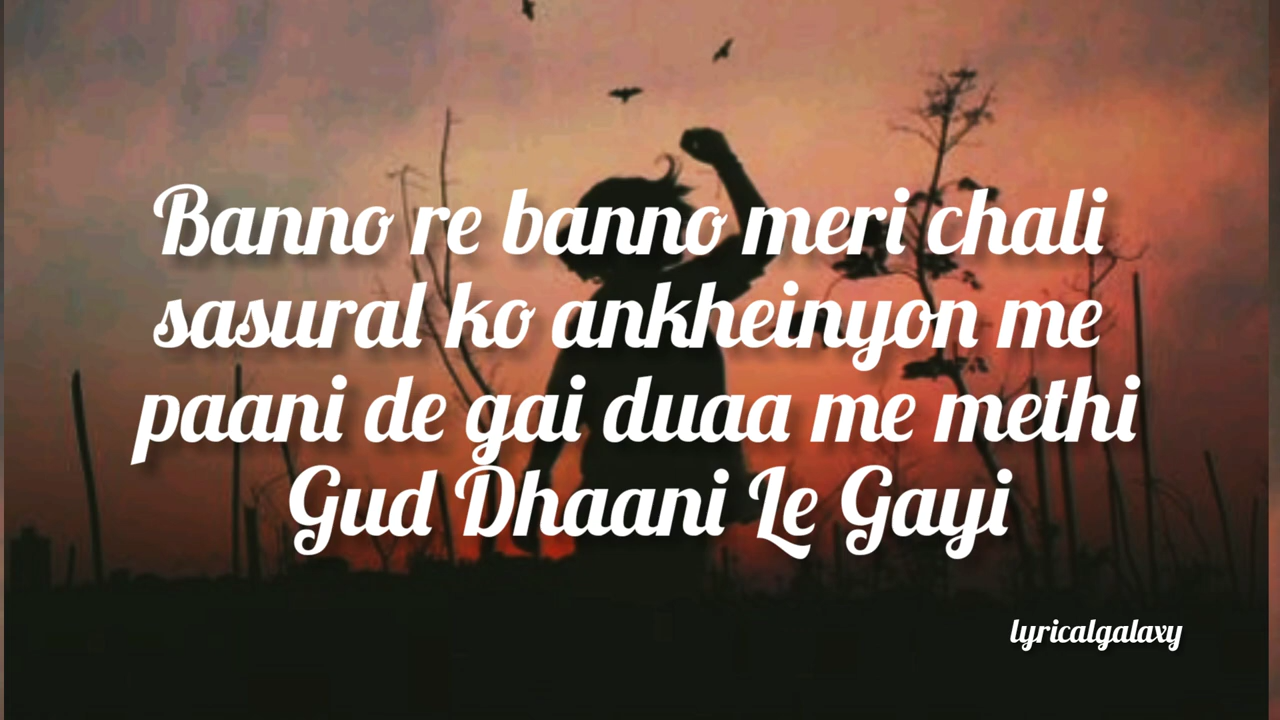 Banno re banno meri chali
sasural ko ankheinyon me
paani de gai duaa me methi
Gud Dhaani Le Gayi
lyricalgalaxy